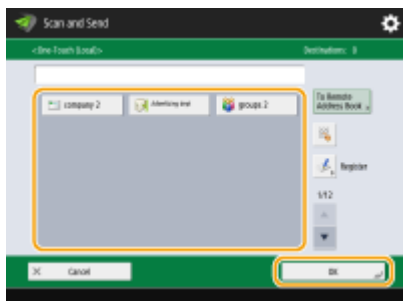 Scan and Send
<One-Touch (Local)>
Destinations: 0
company 2
Advertising dept
groups 2
To Remote
Address Book
Register
1/12
Cancel
OK